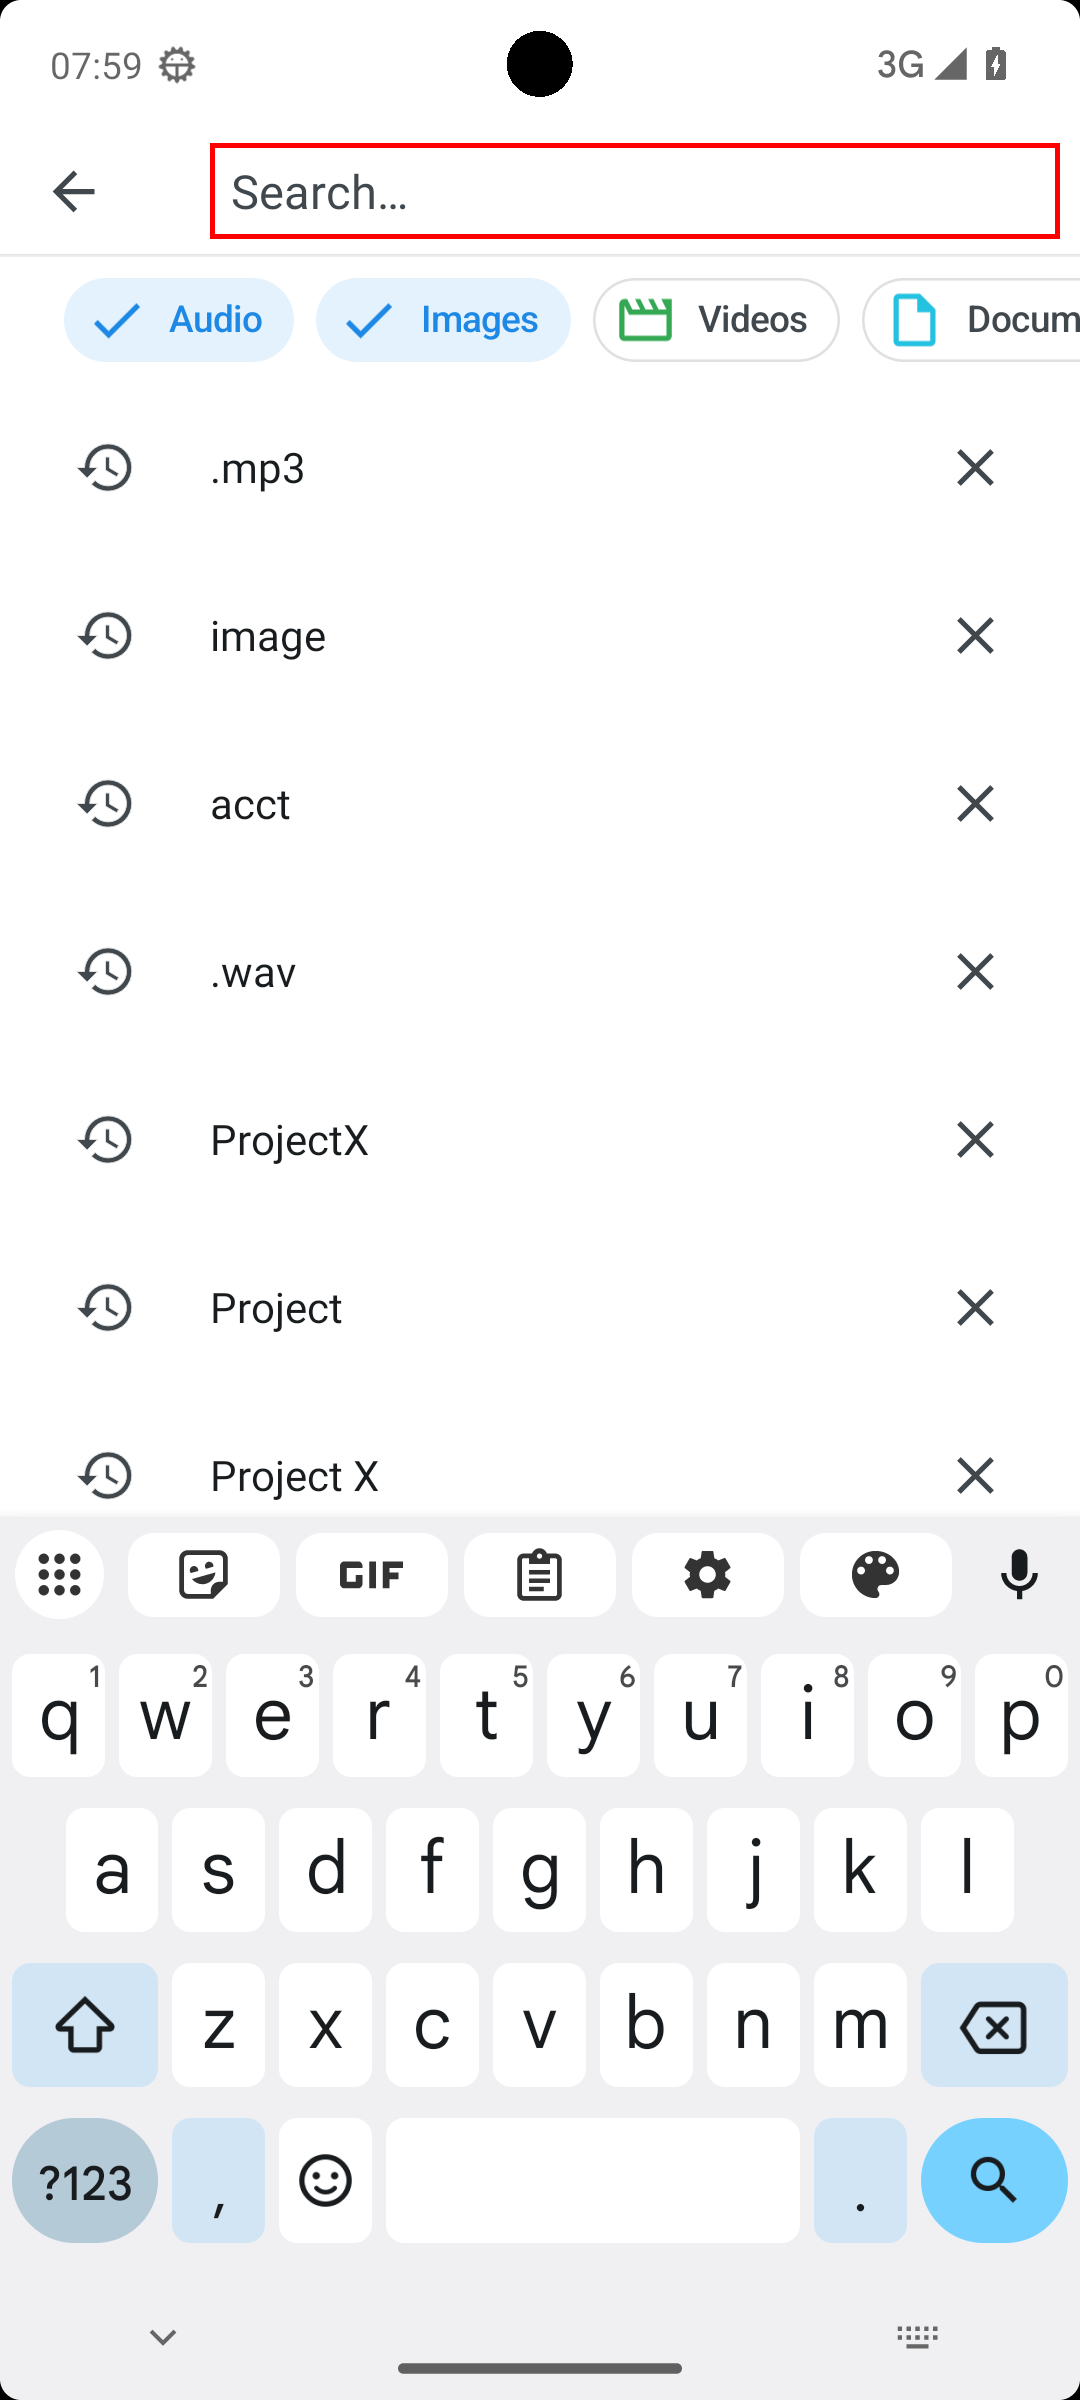 07:59
3G
Search...
Audio
Images
Videos
Docum
.mp3
image
acct
.wav
ProjectX
Project
Project X
GIF
q 1 w 2 e 3 r 4 t 5 y 6 u 7 i 8 o 9 p 0
a s d f g h j k l
z x c v b n m
?123 , .